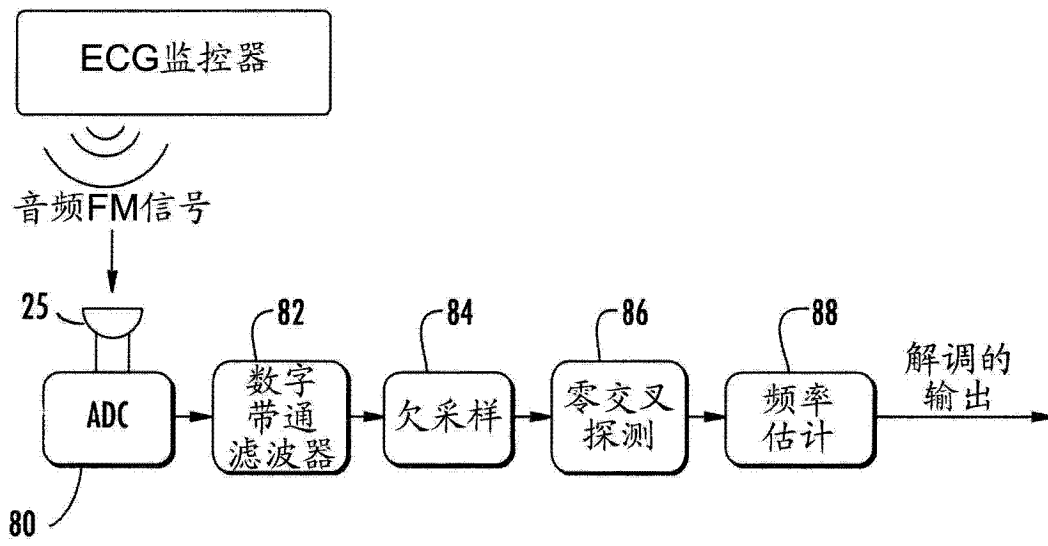 ECG监控器
音频FM信号
25
82
84
86
88
ADC
数字
带通
滤波器
欠采样
零交叉
探测
频率
估计
解调的
输出
80